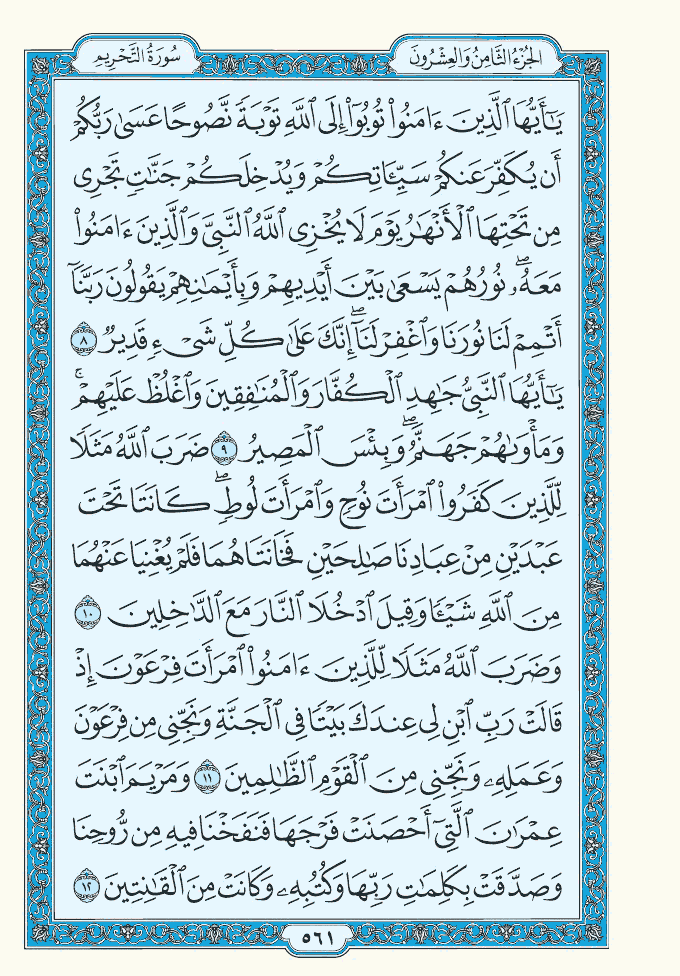 الجُزْءُ الثَّامِنُ وَالعِشْرُونَ
سُورَةُ التَّحْرِيمِ
يَٰٓأَيُّهَا ٱلَّذِينَ ءَامَنُوا۟ تُوبُوٓا۟ إِلَى ٱللَّهِ تَوْبَةً نَّصُوحًا عَسَىٰ رَبُّكُمْ
أَن يُكَفِّرَ عَنكُمْ سَيِّـَٔاتِكُمْ وَيُدْخِلَكُمْ جَنَّٰتٍ تَجْرِى
مِن تَحْتِهَا ٱلْأَنْهَٰرُ يَوْمَ لَا يُخْزِى ٱللَّهُ ٱلنَّبِىَّ وَٱلَّذِينَ ءَامَنُوا۟
مَعَهُۥ ۖ نُورُهُمْ يَسْعَىٰ بَيْنَ أَيْدِيهِمْ وَبِأَيْمَٰنِهِمْ يَقُولُونَ رَبَّنَآ
أَتْمِمْ لَنَا نُورَنَا وَٱغْفِرْ لَنَآ ۖ إِنَّكَ عَلَىٰ كُلِّ شَىْءٍ قَدِيرٌ ٨
يَٰٓأَيُّهَا ٱلنَّبِىُّ جَٰهِدِ ٱلْكُفَّارَ وَٱلْمُنَٰفِقِينَ وَٱغْلُظْ عَلَيْهِمْ ۚ
وَمَأْوَىٰهُمْ جَهَنَّمُ ۖ وَبِئْسَ ٱلْمَصِيرُ ٩ ضَرَبَ ٱللَّهُ مَثَلًا
لِّلَّذِينَ كَفَرُوا۟ ٱمْرَأَتَ نُوحٍ وَٱمْرَأَتَ لُوطٍ ۖ كَانَتَا تَحْتَ
عَبْدَيْنِ مِنْ عِبَادِنَا صَٰلِحَيْنِ فَخَانَتَاهُمَا فَلَمْ يُغْنِيَا عَنْهُمَا
مِنَ ٱللَّهِ شَيْـًٔا وَقِيلَ ٱدْخُلَا ٱلنَّارَ مَعَ ٱلدَّٰخِلِينَ ١٠
وَضَرَبَ ٱللَّهُ مَثَلًا لِّلَّذِينَ ءَامَنُوا۟ ٱمْرَأَتَ فِرْعَوْنَ إِذْ
قَالَتْ رَبِّ ٱبْنِ لِى عِندَكَ بَيْتًا فِى ٱلْجَنَّةِ وَنَجِّنِى مِن فِرْعَوْنَ
وَعَمَلِهِۦ وَنَجِّنِى مِنَ ٱلْقَوْمِ ٱلظَّٰلِمِينَ ١١ وَمَرْيَمَ ٱبْنَتَ
عِمْرَٰنَ ٱلَّتِىٓ أَحْصَنَتْ فَرْجَهَا فَنَفَخْنَا فِيهِ مِن رُّوحِنَا
وَصَدَّقَتْ بِكَلِمَٰتِ رَبِّهَا وَكُتُبِهِۦ وَكَانَتْ مِنَ ٱلْقَٰنِتِينَ ١٢
٥٦١